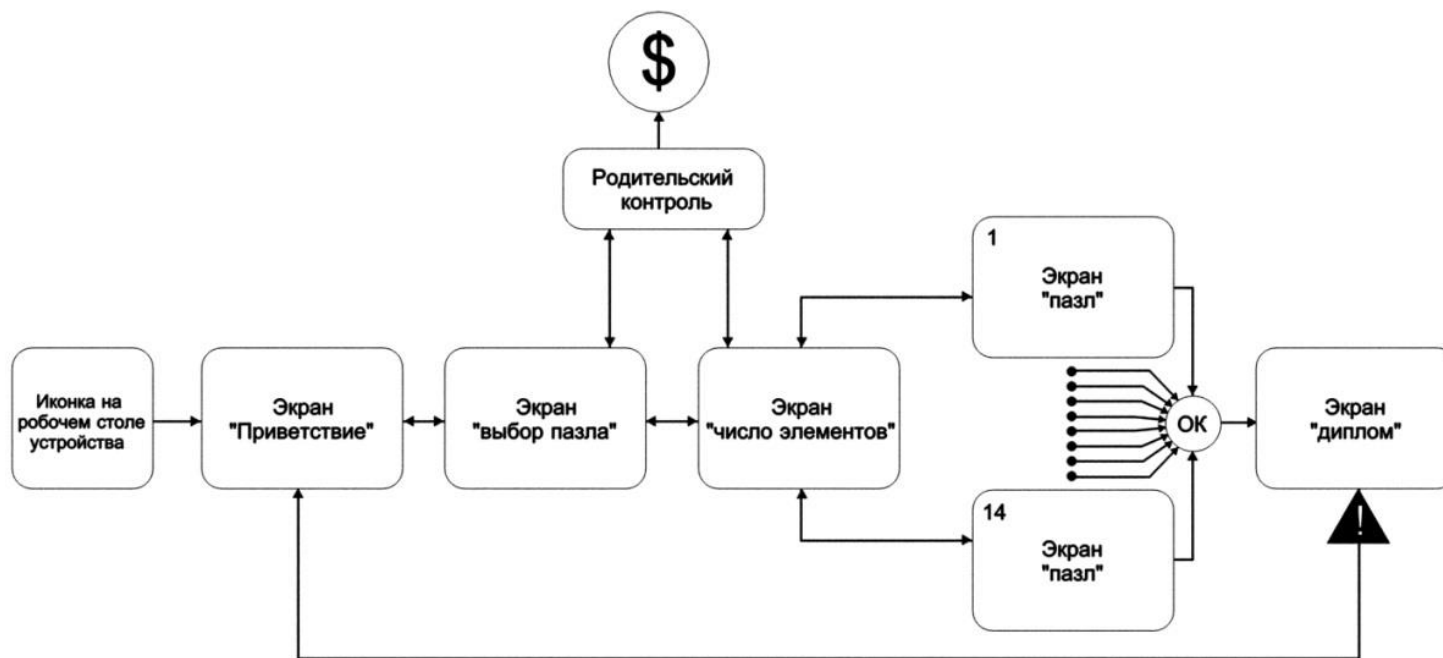 $
Родительский
контроль
1
Экран
"пазл"
Иконка на
робочем столе
устройства
Экран
"Приветствие"
Экран
"выбор пазла"
Экран
"число элементов"
ОК
Экран
"диплом"
!
14
Экран
"пазл"